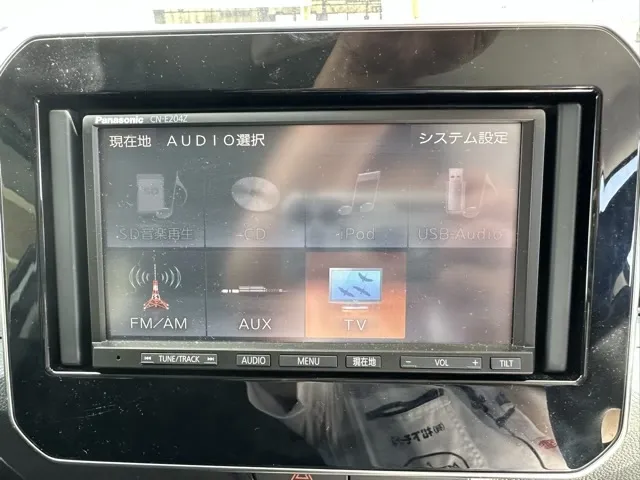 Panasonic CN-E204Z
現在地 AUDIO選択 システム設定
SD
SD音楽再生 CD iPod USB-Audio
FM/AM AUX TV
TUNE/TRACK AUDIO MENU 現在地 − VOL + TILT